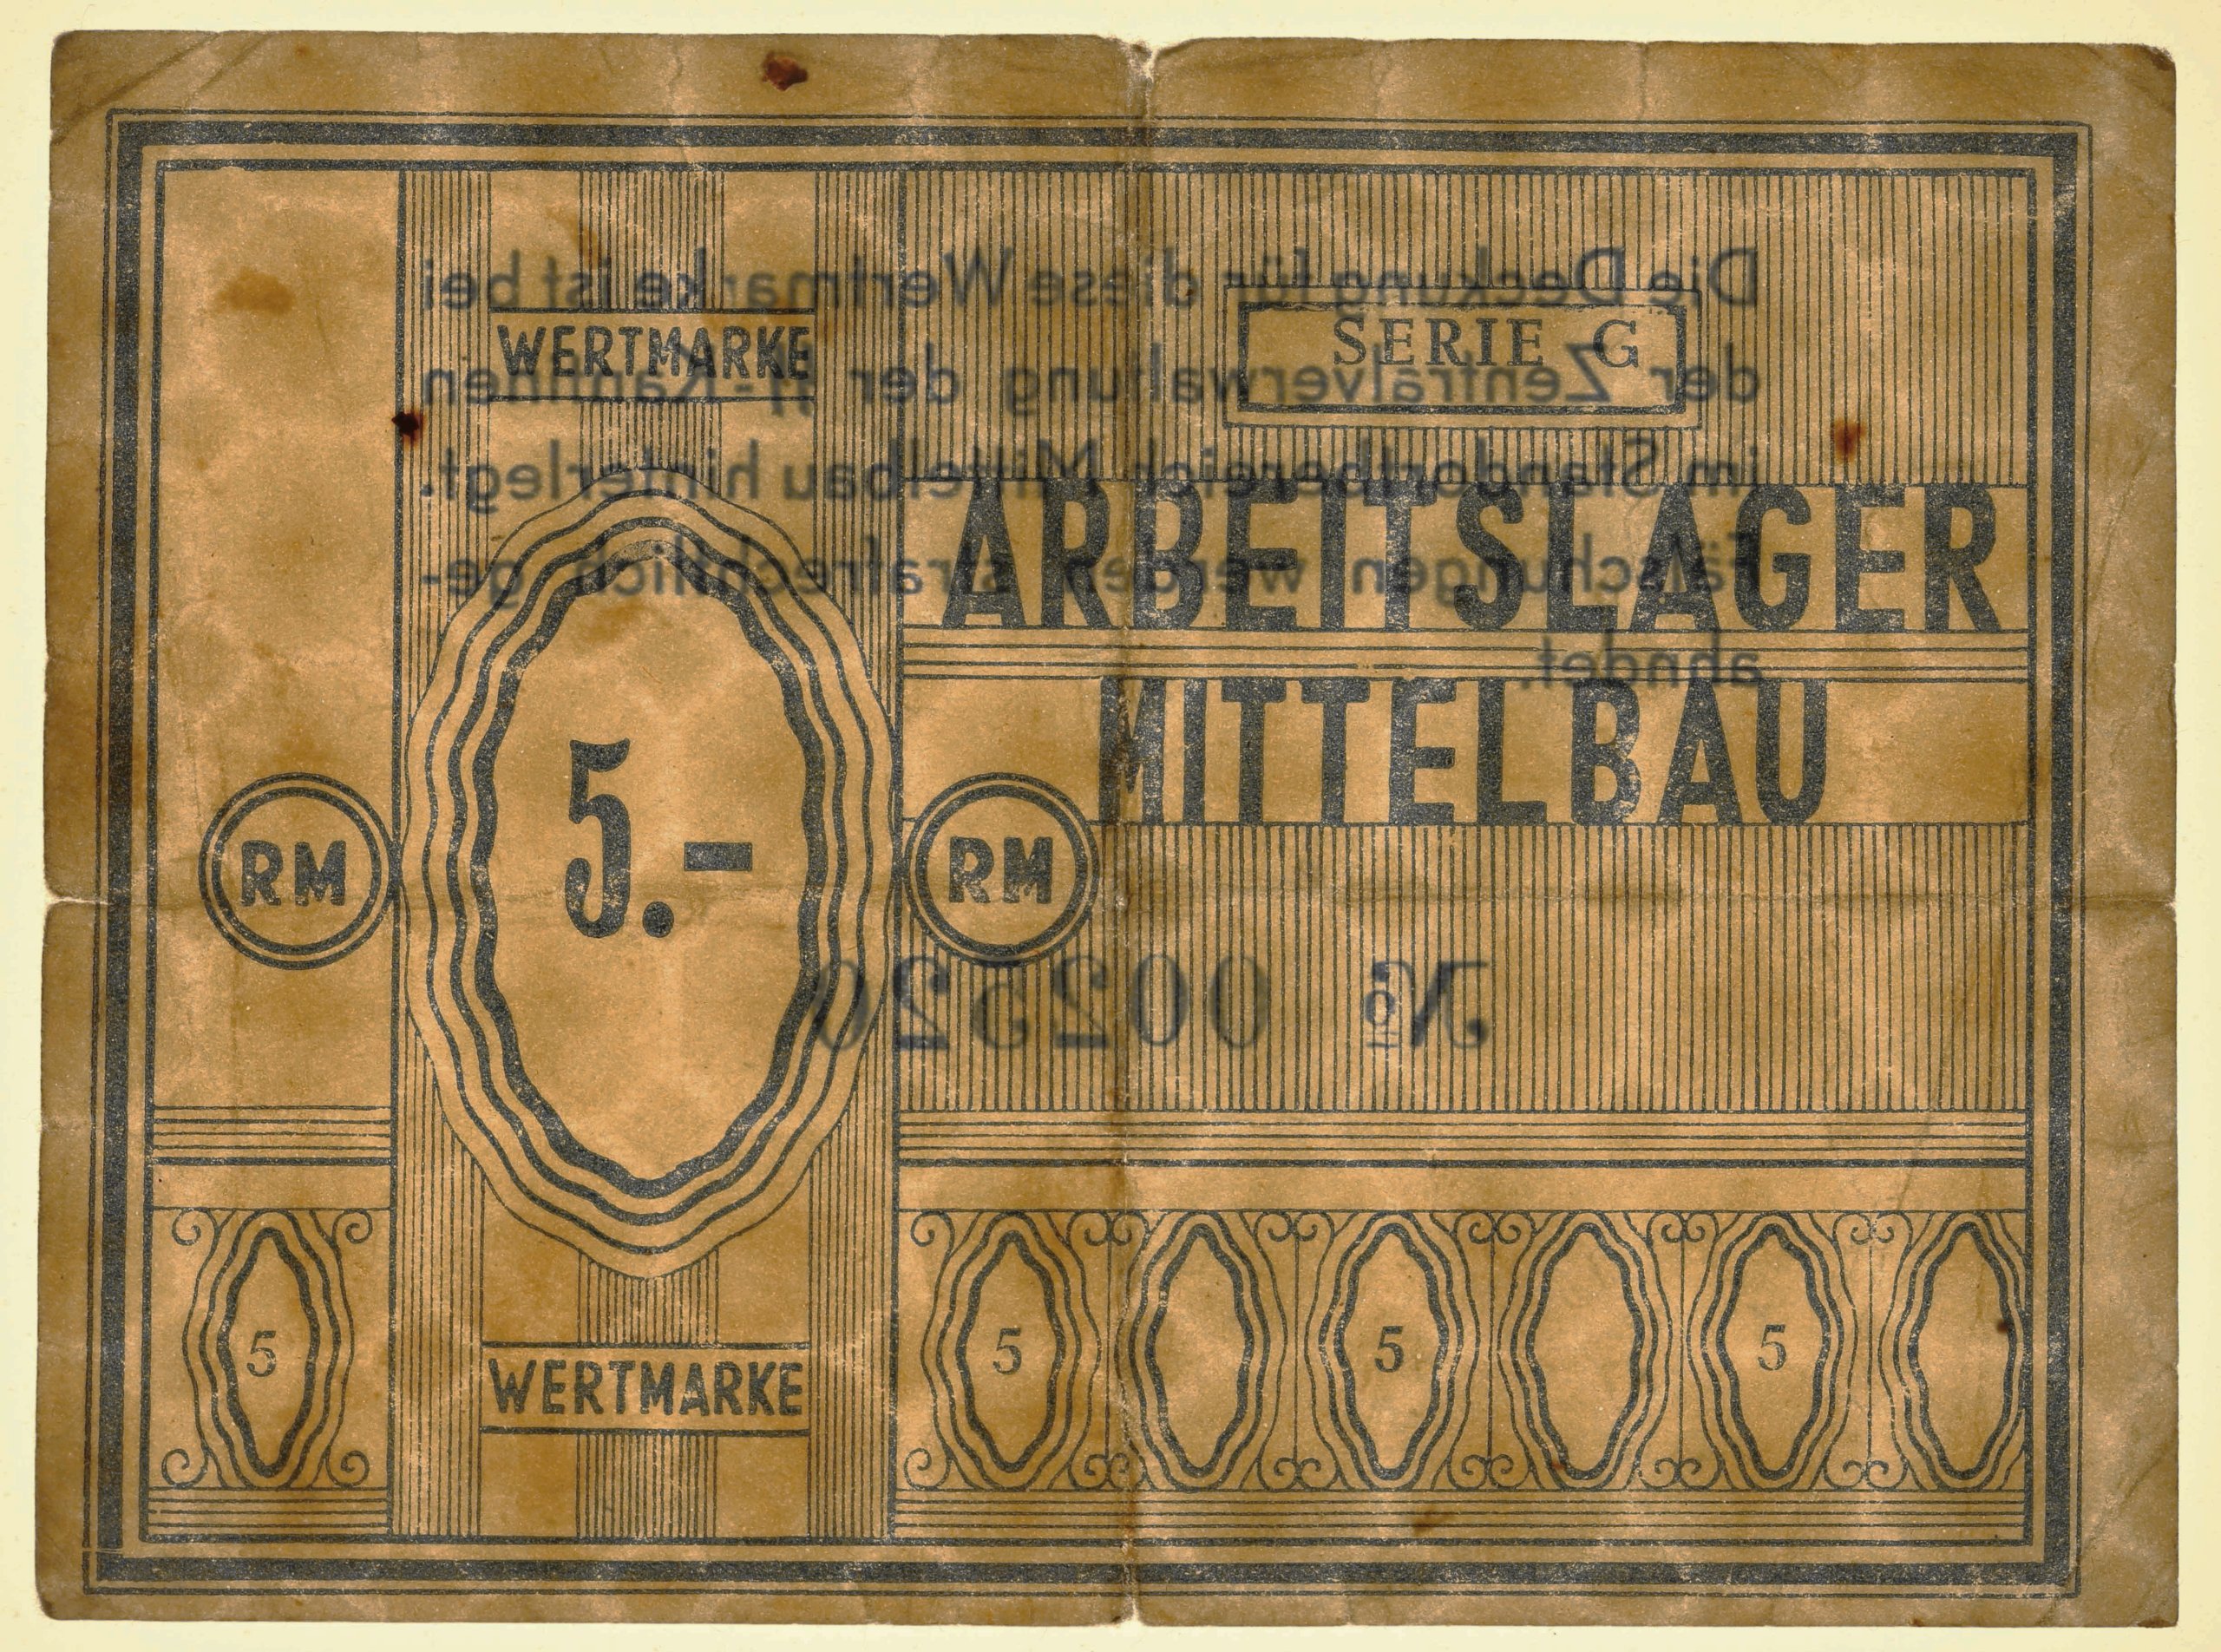 WERTMARKE
SERIE G
ARBEITSLAGER
MITTELBAU
RM
5.-
RM
5
5
5
5
WERTMARKE
Die Deckung für diese Wertmarke ist bei
der Zentralverwaltung der SS-Kantinen
im Standortbereich Mittelbau hinterlegt.
Fälschungen werden strafrechtlich ge-
ahndet.
№